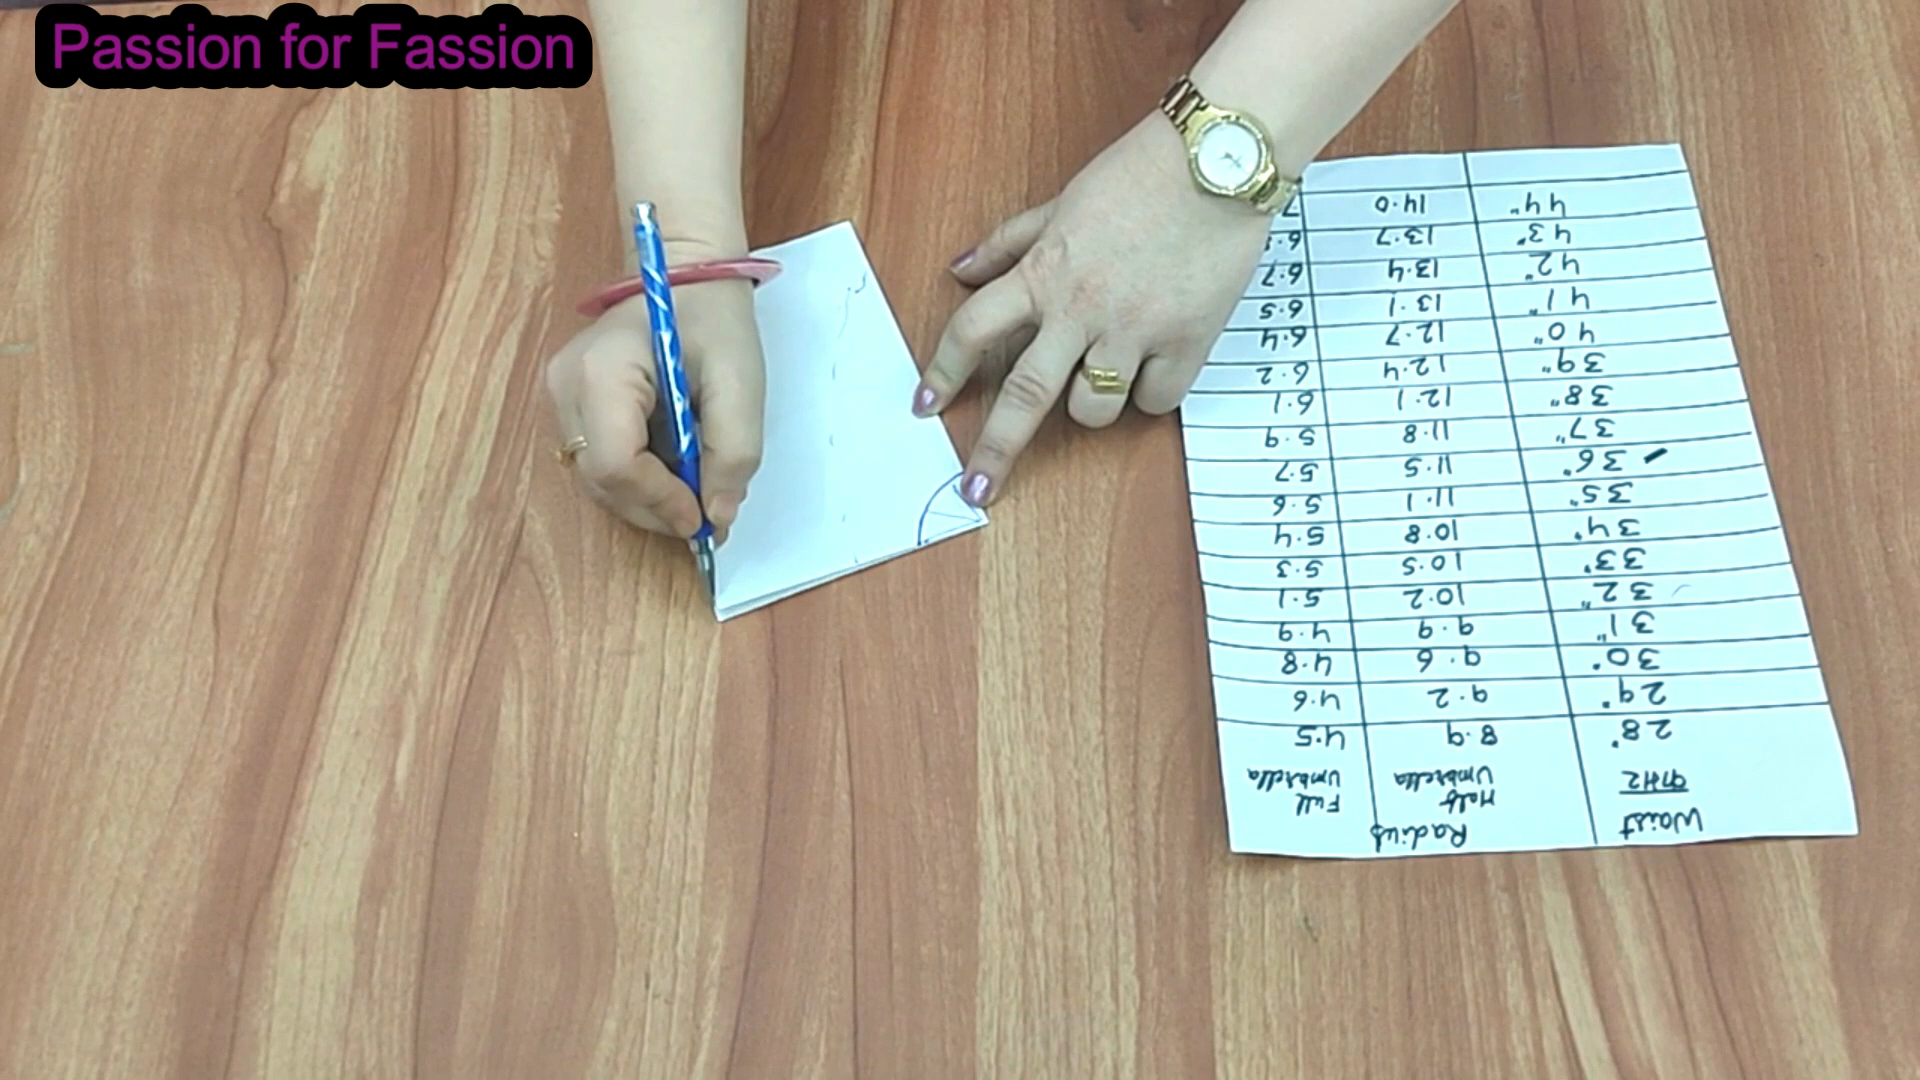 Passion for Fassion
Waist Radius
Half Umbrella Full Umbrella
28" 8.9 4.5
29" 9.2 4.6
30" 9.6 4.8
31" 9.9 4.9
32" 10.2 5.1
33" 10.5 5.3
34" 10.8 5.4
35" 11.1 5.6
36" 11.5 5.7
37" 11.8 5.9
38" 12.1 6.1
39" 12.4 6.2
40" 12.7 6.4
41" 13.1 6.5
42" 13.4 6.7
43" 13.7
44" 14.0